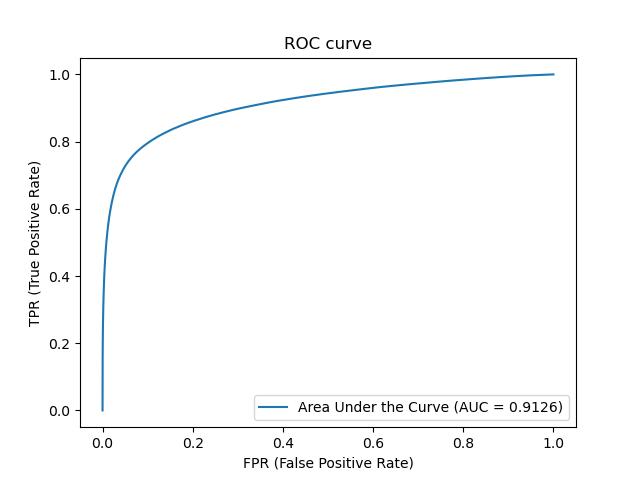 ROC curve
TPR (True Positive Rate)
1.0
0.8
0.6
0.4
0.2
0.0
Area Under the Curve (AUC = 0.9126)
0.0 0.2 0.4 0.6 0.8 1.0
FPR (False Positive Rate)